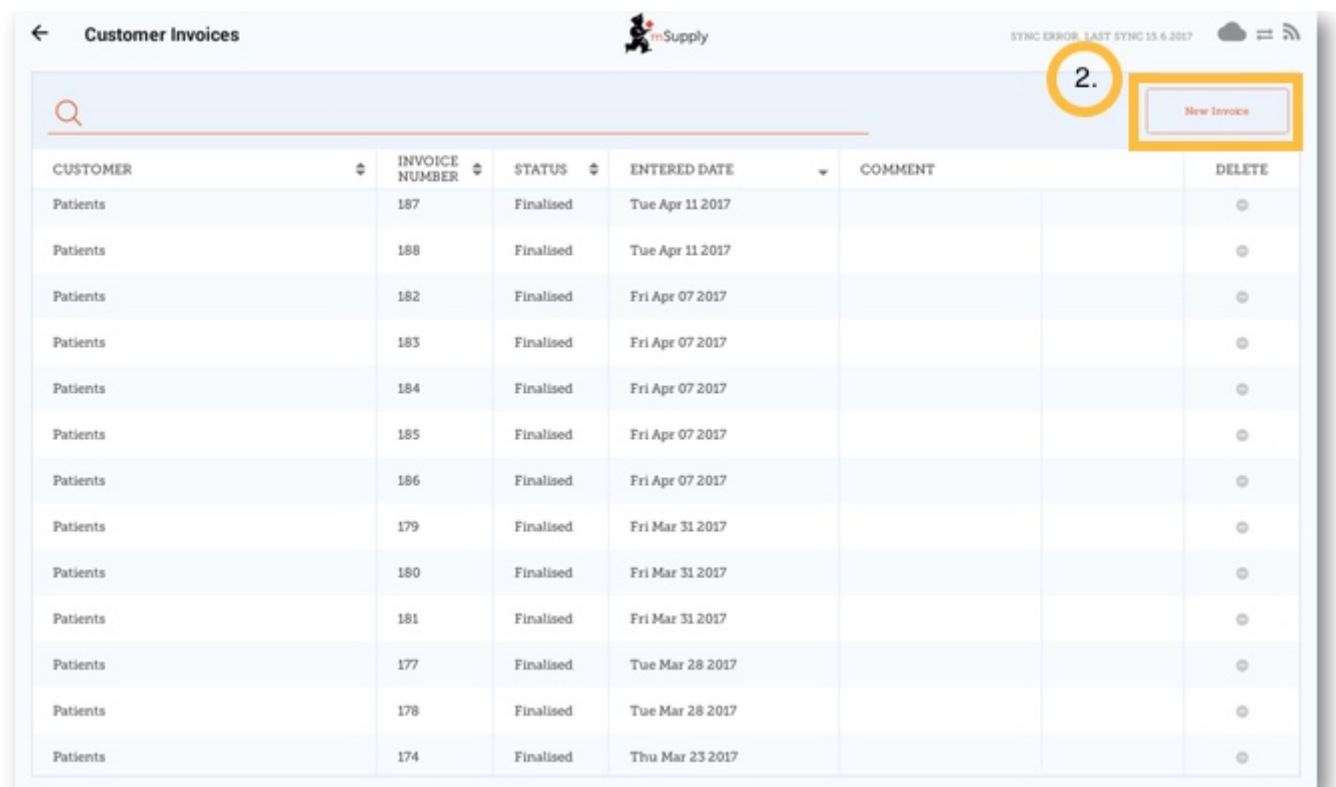 Customer Invoices
mSupply
SYNC ERROR. LAST SYNC 15.6.2017
2.
New Invoice
CUSTOMER INVOICE NUMBER STATUS ENTERED DATE COMMENT DELETE
Patients 187 Finalised Tue Apr 11 2017
Patients 188 Finalised Tue Apr 11 2017
Patients 182 Finalised Fri Apr 07 2017
Patients 183 Finalised Fri Apr 07 2017
Patients 184 Finalised Fri Apr 07 2017
Patients 185 Finalised Fri Apr 07 2017
Patients 186 Finalised Fri Apr 07 2017
Patients 179 Finalised Fri Mar 31 2017
Patients 180 Finalised Fri Mar 31 2017
Patients 181 Finalised Fri Mar 31 2017
Patients 177 Finalised Tue Mar 28 2017
Patients 178 Finalised Tue Mar 28 2017
Patients 174 Finalised Thu Mar 23 2017